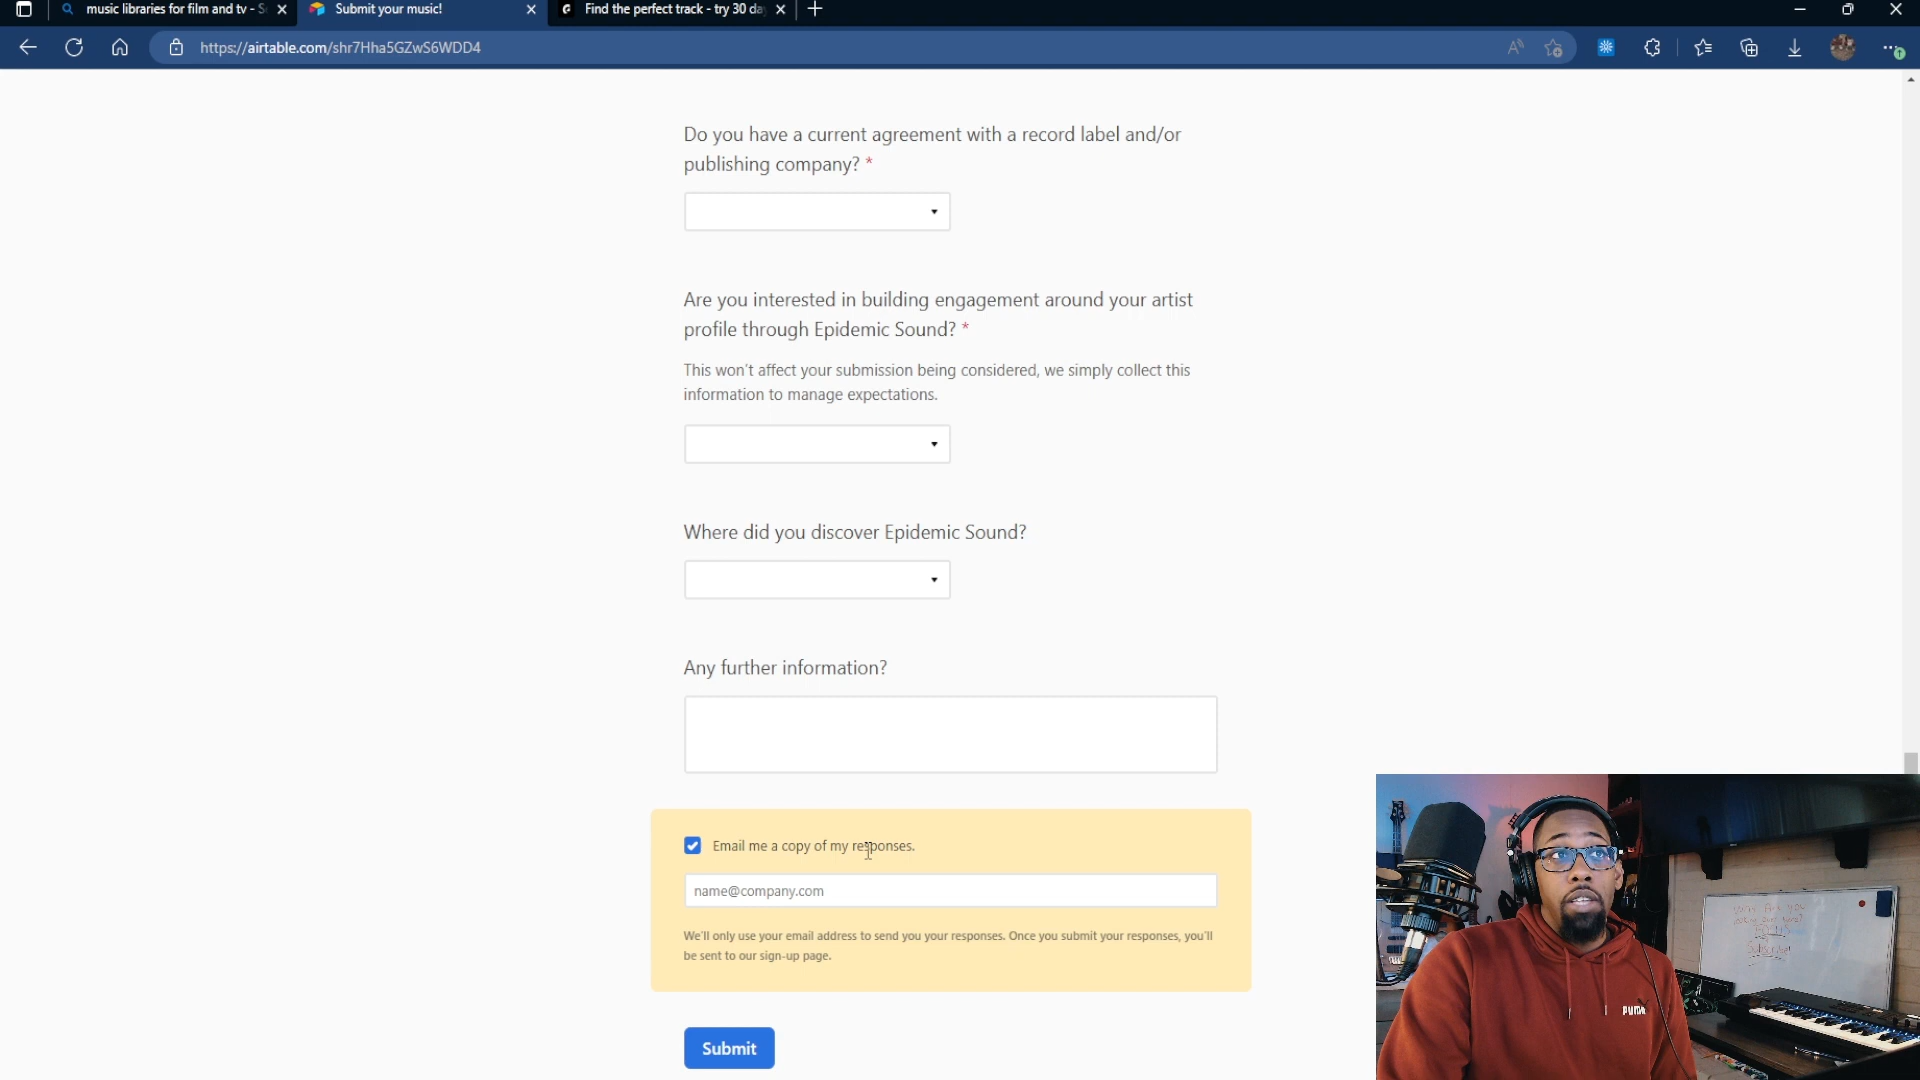 music libraries for film and tv - S
Submit your music!
Find the perfect track - try 30 da
https://airtable.com/shr7Hha5GZwS6WDD4
Do you have a current agreement with a record label and/or
publishing company? *
Are you interested in building engagement around your artist
profile through Epidemic Sound? *
This won't affect your submission being considered, we simply collect this
information to manage expectations.
Where did you discover Epidemic Sound?
Any further information?
Email me a copy of my responses.
name@company.com
We'll only use your email address to send you your responses. Once you submit your responses, you'll
be sent to our sign-up page.
Submit
PUMA